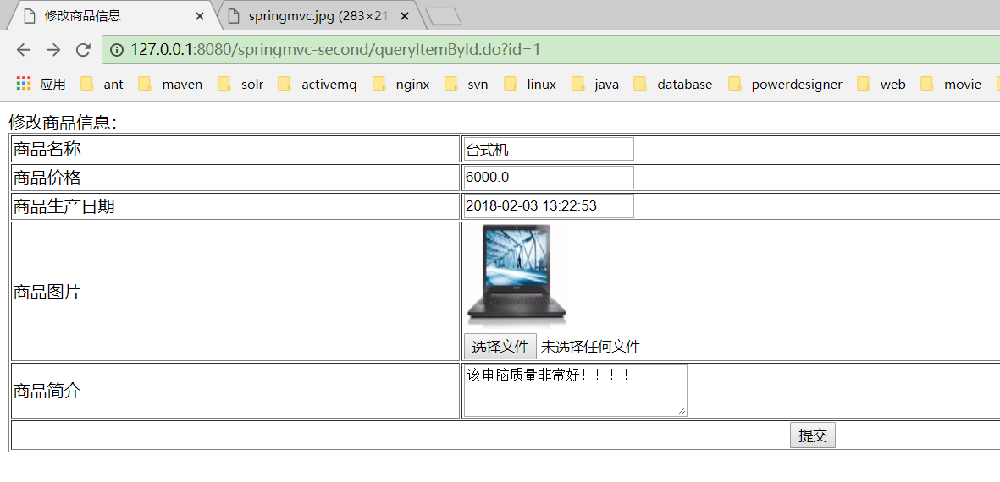 修改商品信息
springmvc.jpg (283×21
127.0.0.1:8080/springmvc-second/queryItemById.do?id=1
应用 ant maven solr activemq nginx svn linux java database powerdesigner web movie
修改商品信息:
商品名称 台式机
商品价格 6000.0
商品生产日期 2018-02-03 13:22:53
商品图片
选择文件 未选择任何文件
商品简介 该电脑质量非常好！！！！
提交